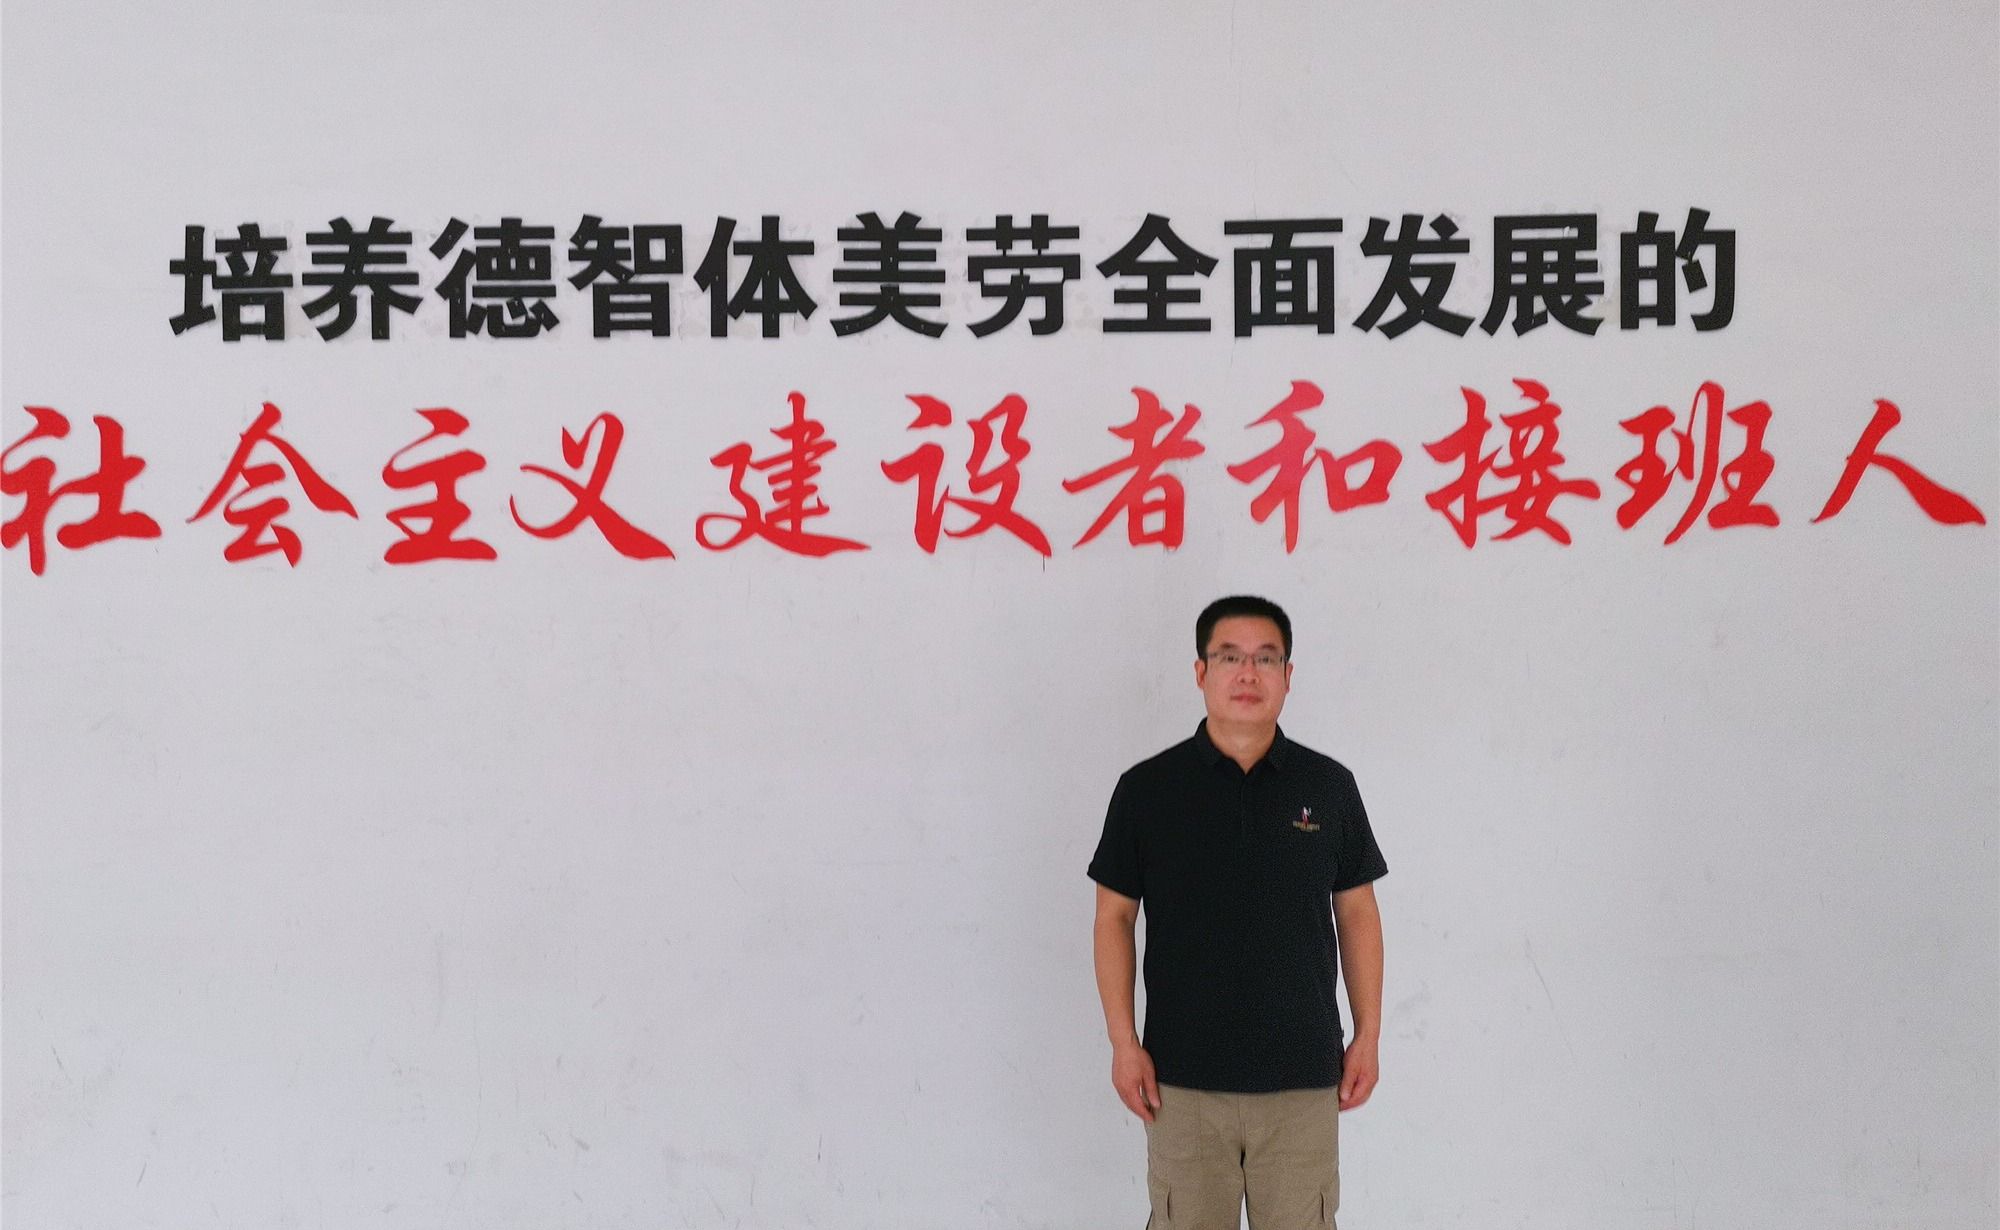 培养德智体美劳全面发展的
社会主义建设者和接班人